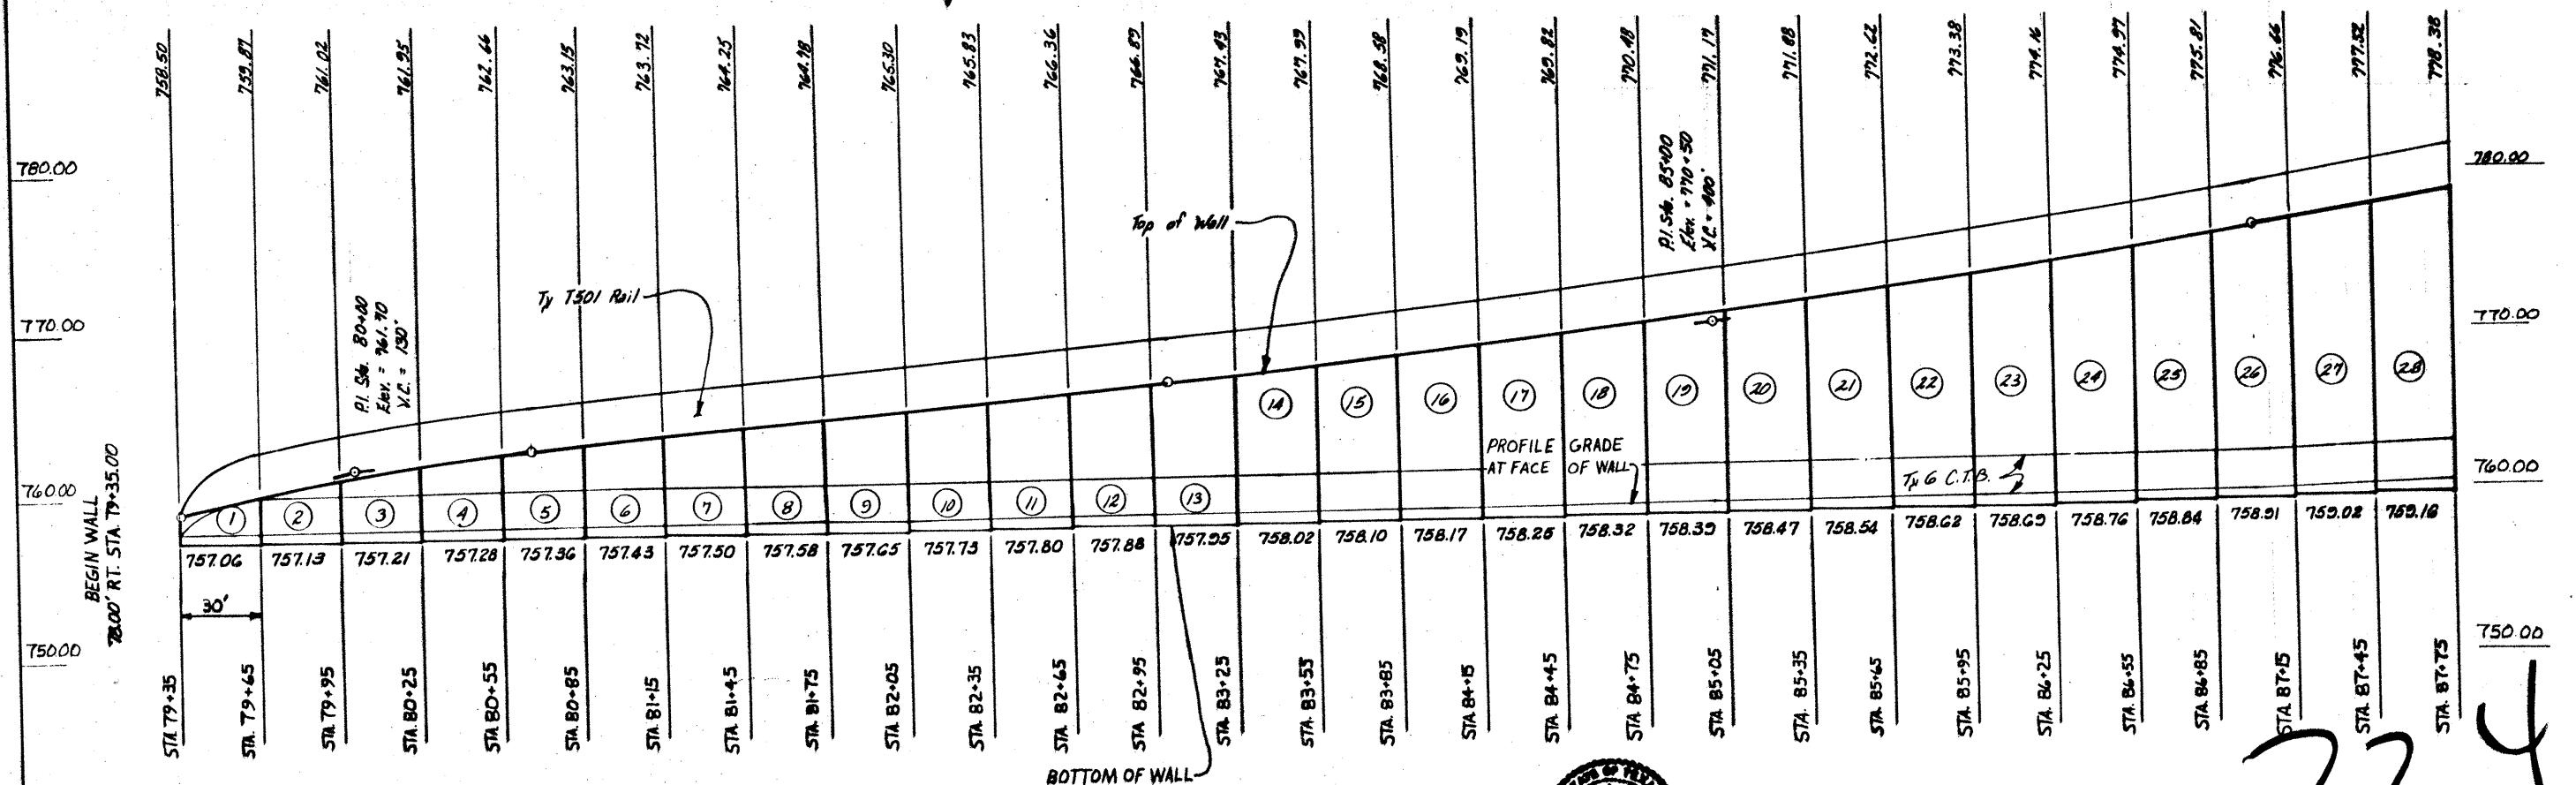 758.50
759.87
761.02
761.95
762.66
763.15
763.72
764.25
764.78
765.30
765.83
766.36
766.89
767.43
767.99
768.58
769.19
769.82
770.48
771.17
771.88
772.62
773.38
774.16
774.97
775.81
776.66
777.52
778.38
780.00
780.00
P.I. Sta. 85+00
Elev. = 770+50
V.C. = 400'
Top of Wall
Ty T501 Rail
P.I. Sta. 80+00
Elev. = 761.70
V.C. = 130'
770.00
770.00
1
2
3
4
5
6
7
8
9
10
11
12
13
14
15
16
17
18
19
20
21
22
23
24
25
26
27
28
PROFILE GRADE
AT FACE OF WALL
Ty 6 C.T.B.
760.00
760.00
BEGIN WALL
78.00' RT. STA. 79+35.00
757.06
757.13
757.21
757.28
757.36
757.43
757.50
757.58
757.65
757.73
757.80
757.88
757.95
758.02
758.10
758.17
758.25
758.32
758.39
758.47
758.54
758.62
758.69
758.76
758.84
758.91
759.02
759.16
30'
750.00
750.00
STA. 79+35
STA. 79+65
STA. 79+95
STA. 80+25
STA. 80+55
STA. 80+85
STA. 81+15
STA. 81+45
STA. 81+75
STA. 82+05
STA. 82+35
STA. 82+65
STA. 82+95
STA. 83+25
STA. 83+55
STA. 83+85
STA. 84+15
STA. 84+45
STA. 84+75
STA. 85+05
STA. 85+35
STA. 85+65
STA. 85+95
STA. 86+25
STA. 86+55
STA. 86+85
STA. 87+15
STA. 87+45
STA. 87+75
BOTTOM OF WALL
4